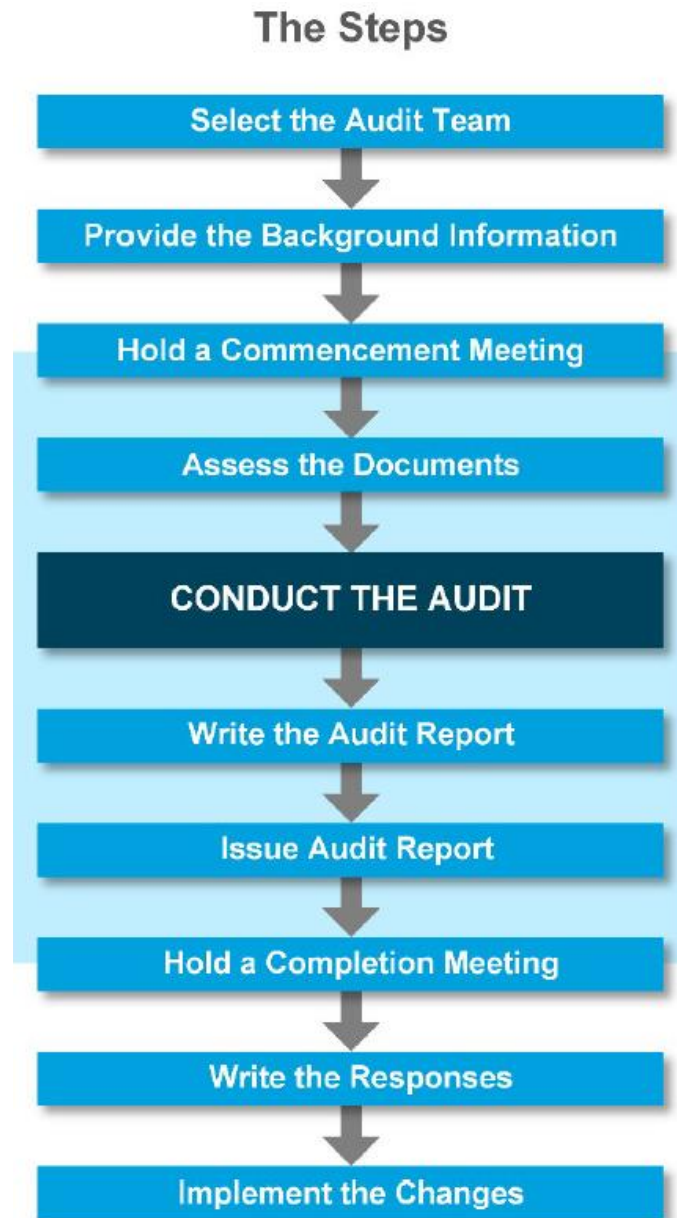 The Steps
Select the Audit Team
Provide the Background Information
Hold a Commencement Meeting
Assess the Documents
CONDUCT THE AUDIT
Write the Audit Report
Issue Audit Report
Hold a Completion Meeting
Write the Responses
Implement the Changes